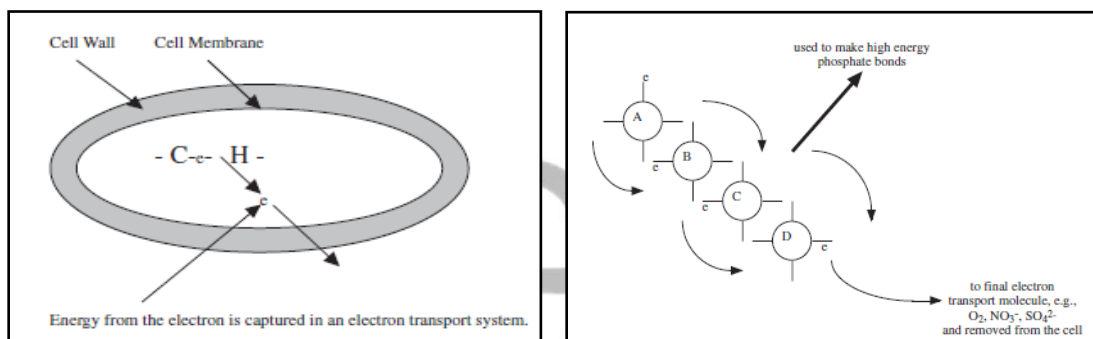 Cell Wall
Cell Membrane
- C-e- H -
e
Energy from the electron is captured in an electron transport system.
used to make high energy
phosphate bonds
e
A
e
B
e
C
D
e
to final electron
transport molecule, e.g.,
O₂, NO₃⁻, SO₄²⁻
and removed from the cell